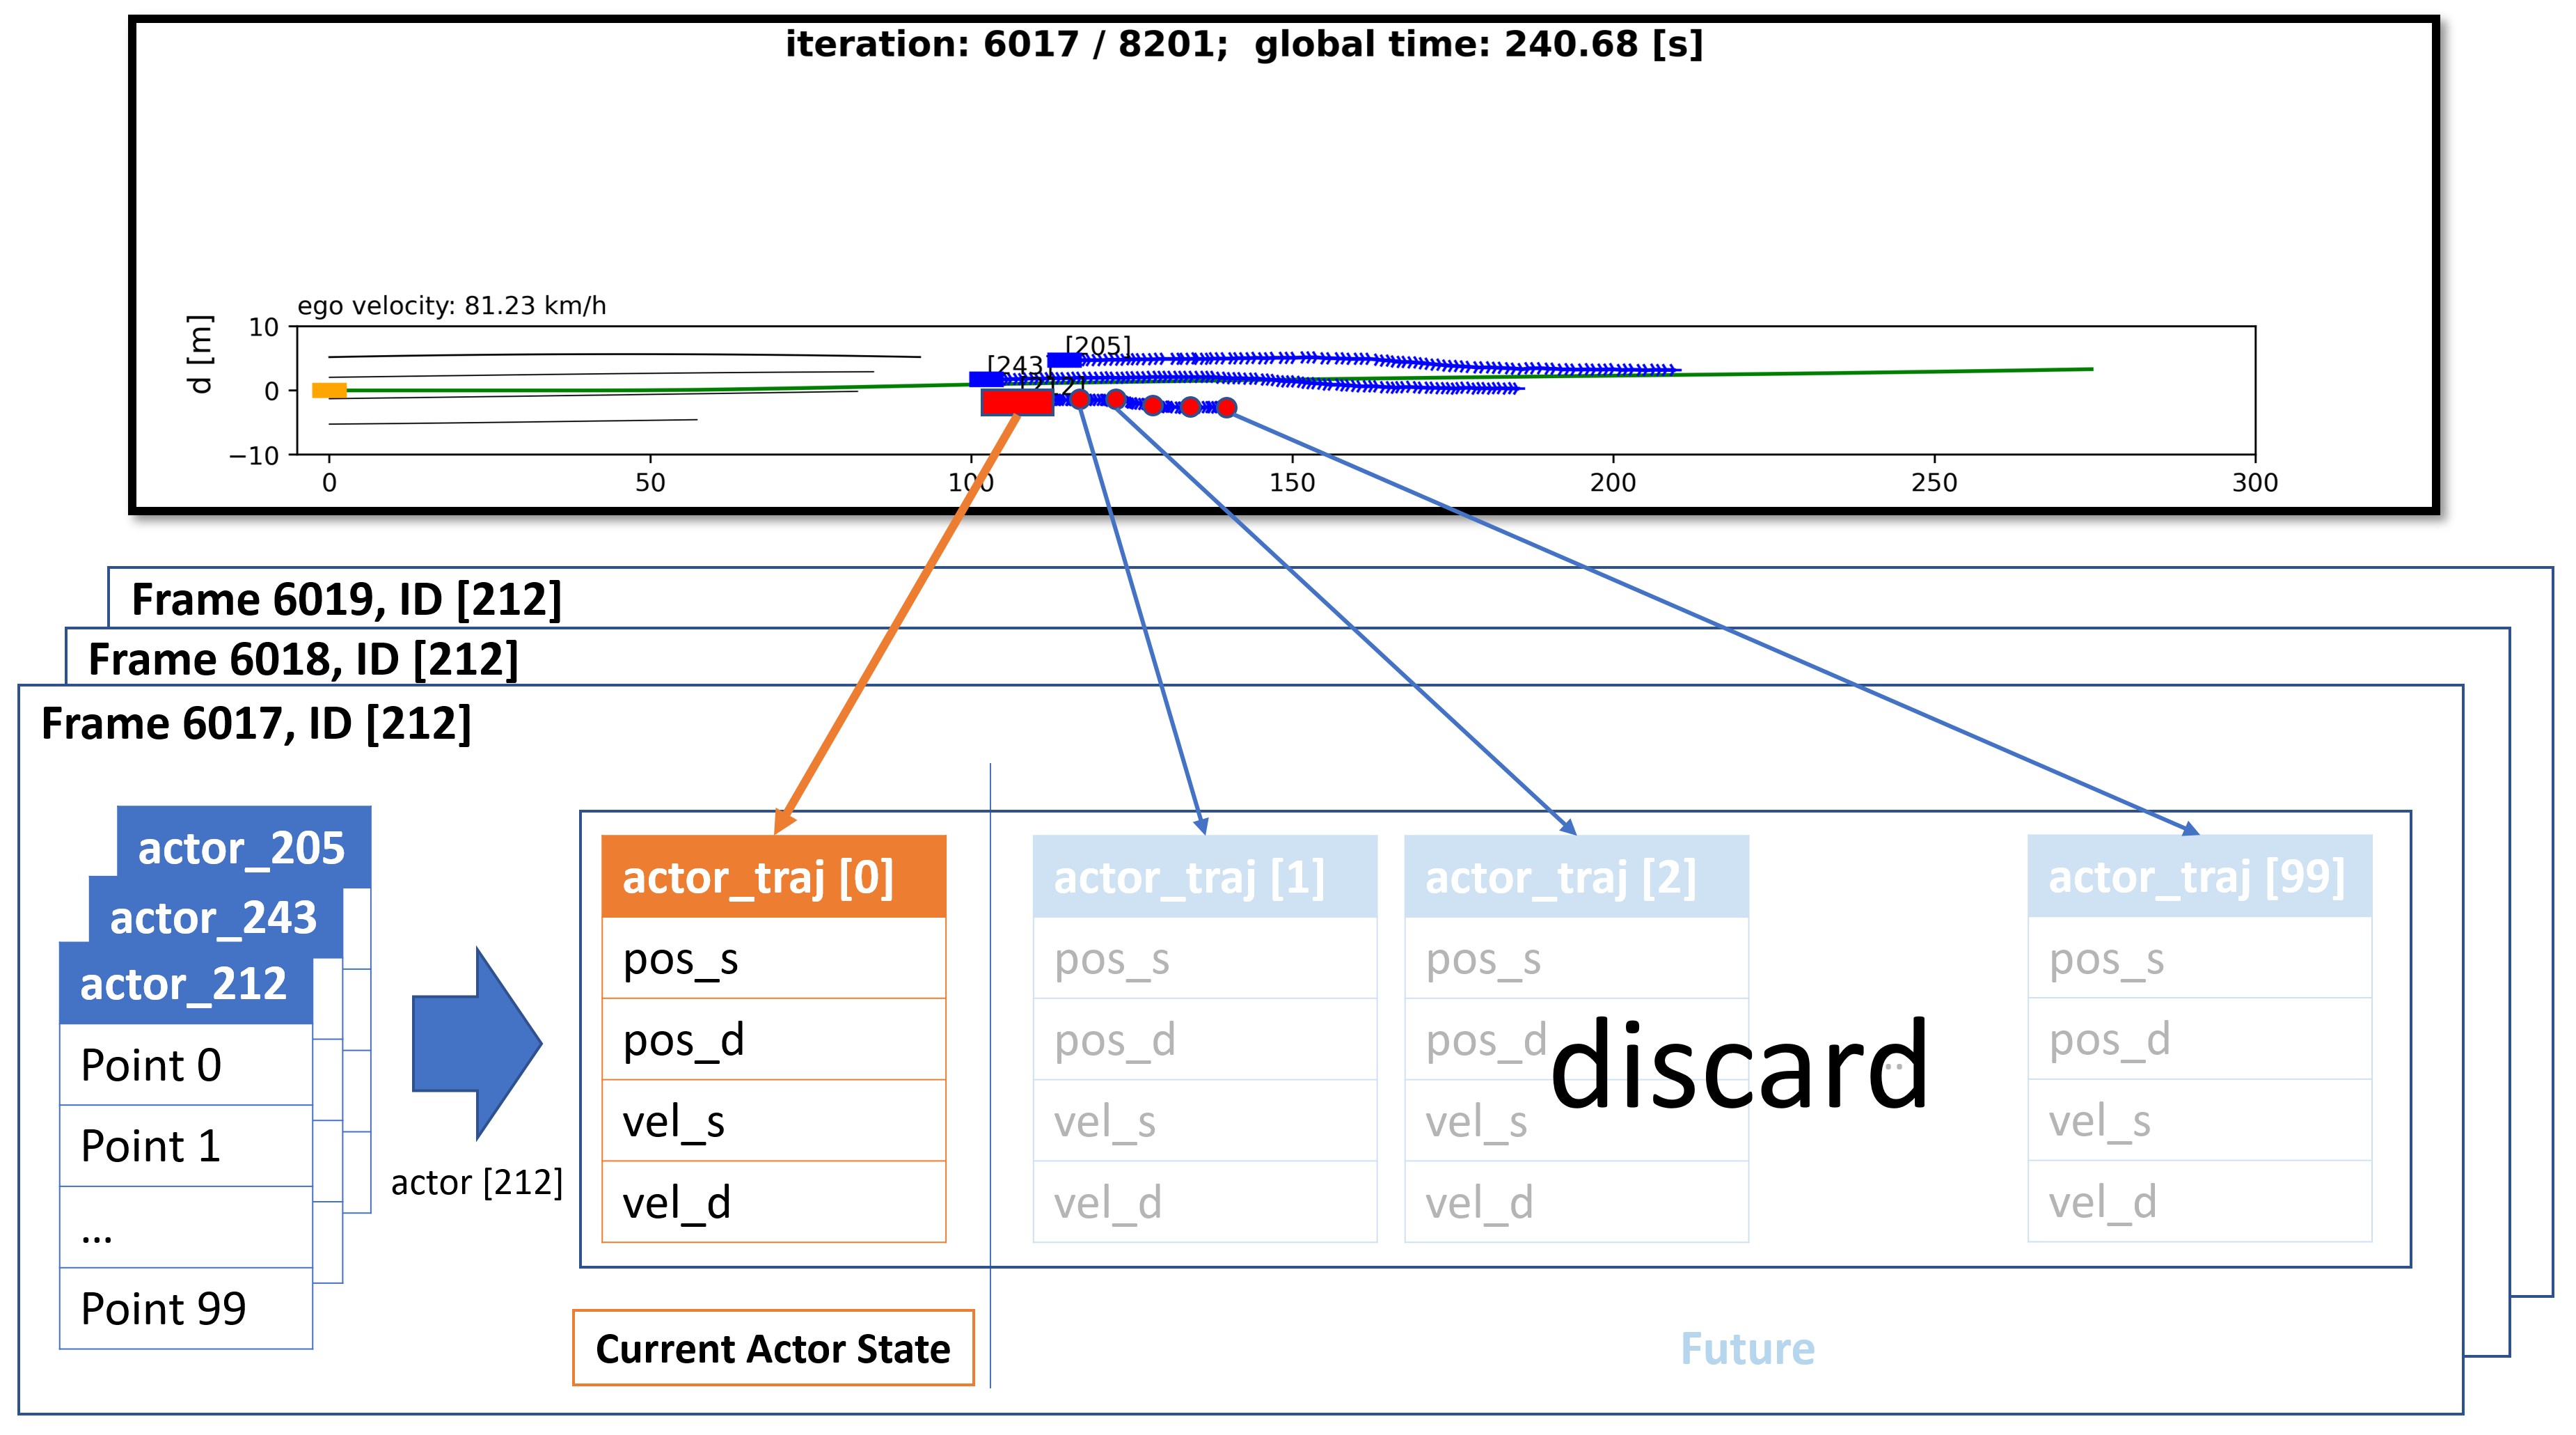 iteration: 6017 / 8201;  global time: 240.68 [s]
ego velocity: 81.23 km/h
d [m]
10
0
−10
[205]
[243]
[212]
0
50
100
150
200
250
300
Frame 6019, ID [212]
Frame 6018, ID [212]
Frame 6017, ID [212]
actor_205
actor_243
actor_212
Point 0
Point 1
...
Point 99
actor [212]
actor_traj [0]
pos_s
pos_d
vel_s
vel_d
actor_traj [1]
pos_s
pos_d
vel_s
vel_d
actor_traj [2]
pos_s
pos_d
vel_s
vel_d
...
discard
actor_traj [99]
pos_s
pos_d
vel_s
vel_d
Current Actor State
Future